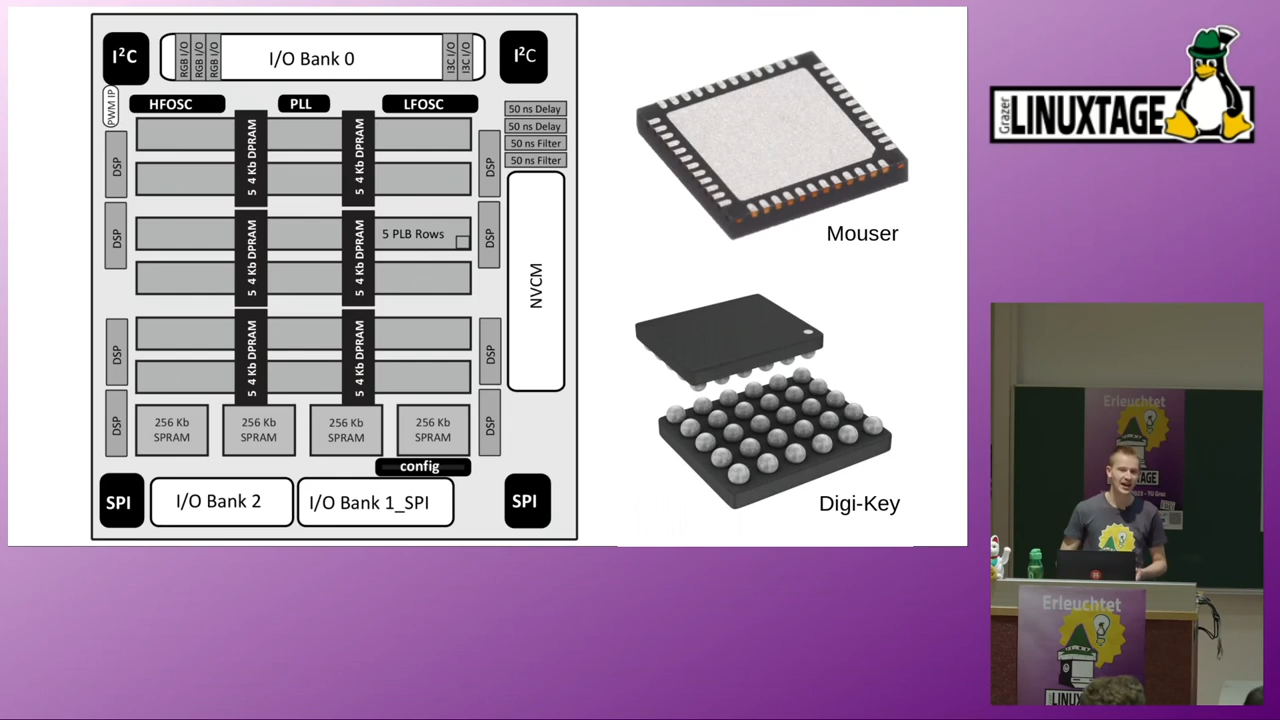 I²C
RGB I/O
RGB I/O
RGB I/O
I/O Bank 0
I3C I/O
I3C I/O
I²C
PWM IP
HFOSC
PLL
LFOSC
50 ns Delay
50 ns Delay
50 ns Filter
50 ns Filter
DSP
5 4 Kb DPRAM
5 4 Kb DPRAM
DSP
DSP
5 4 Kb DPRAM
5 4 Kb DPRAM
5 PLB Rows
DSP
NVCM
DSP
5 4 Kb DPRAM
5 4 Kb DPRAM
DSP
DSP
256 Kb
SPRAM
256 Kb
SPRAM
256 Kb
SPRAM
256 Kb
SPRAM
DSP
config
SPI
I/O Bank 2
I/O Bank 1_SPI
SPI
Mouser
Digi-Key
Grazer
LINUXTAGE
Erleuchtet
Erleuchtet